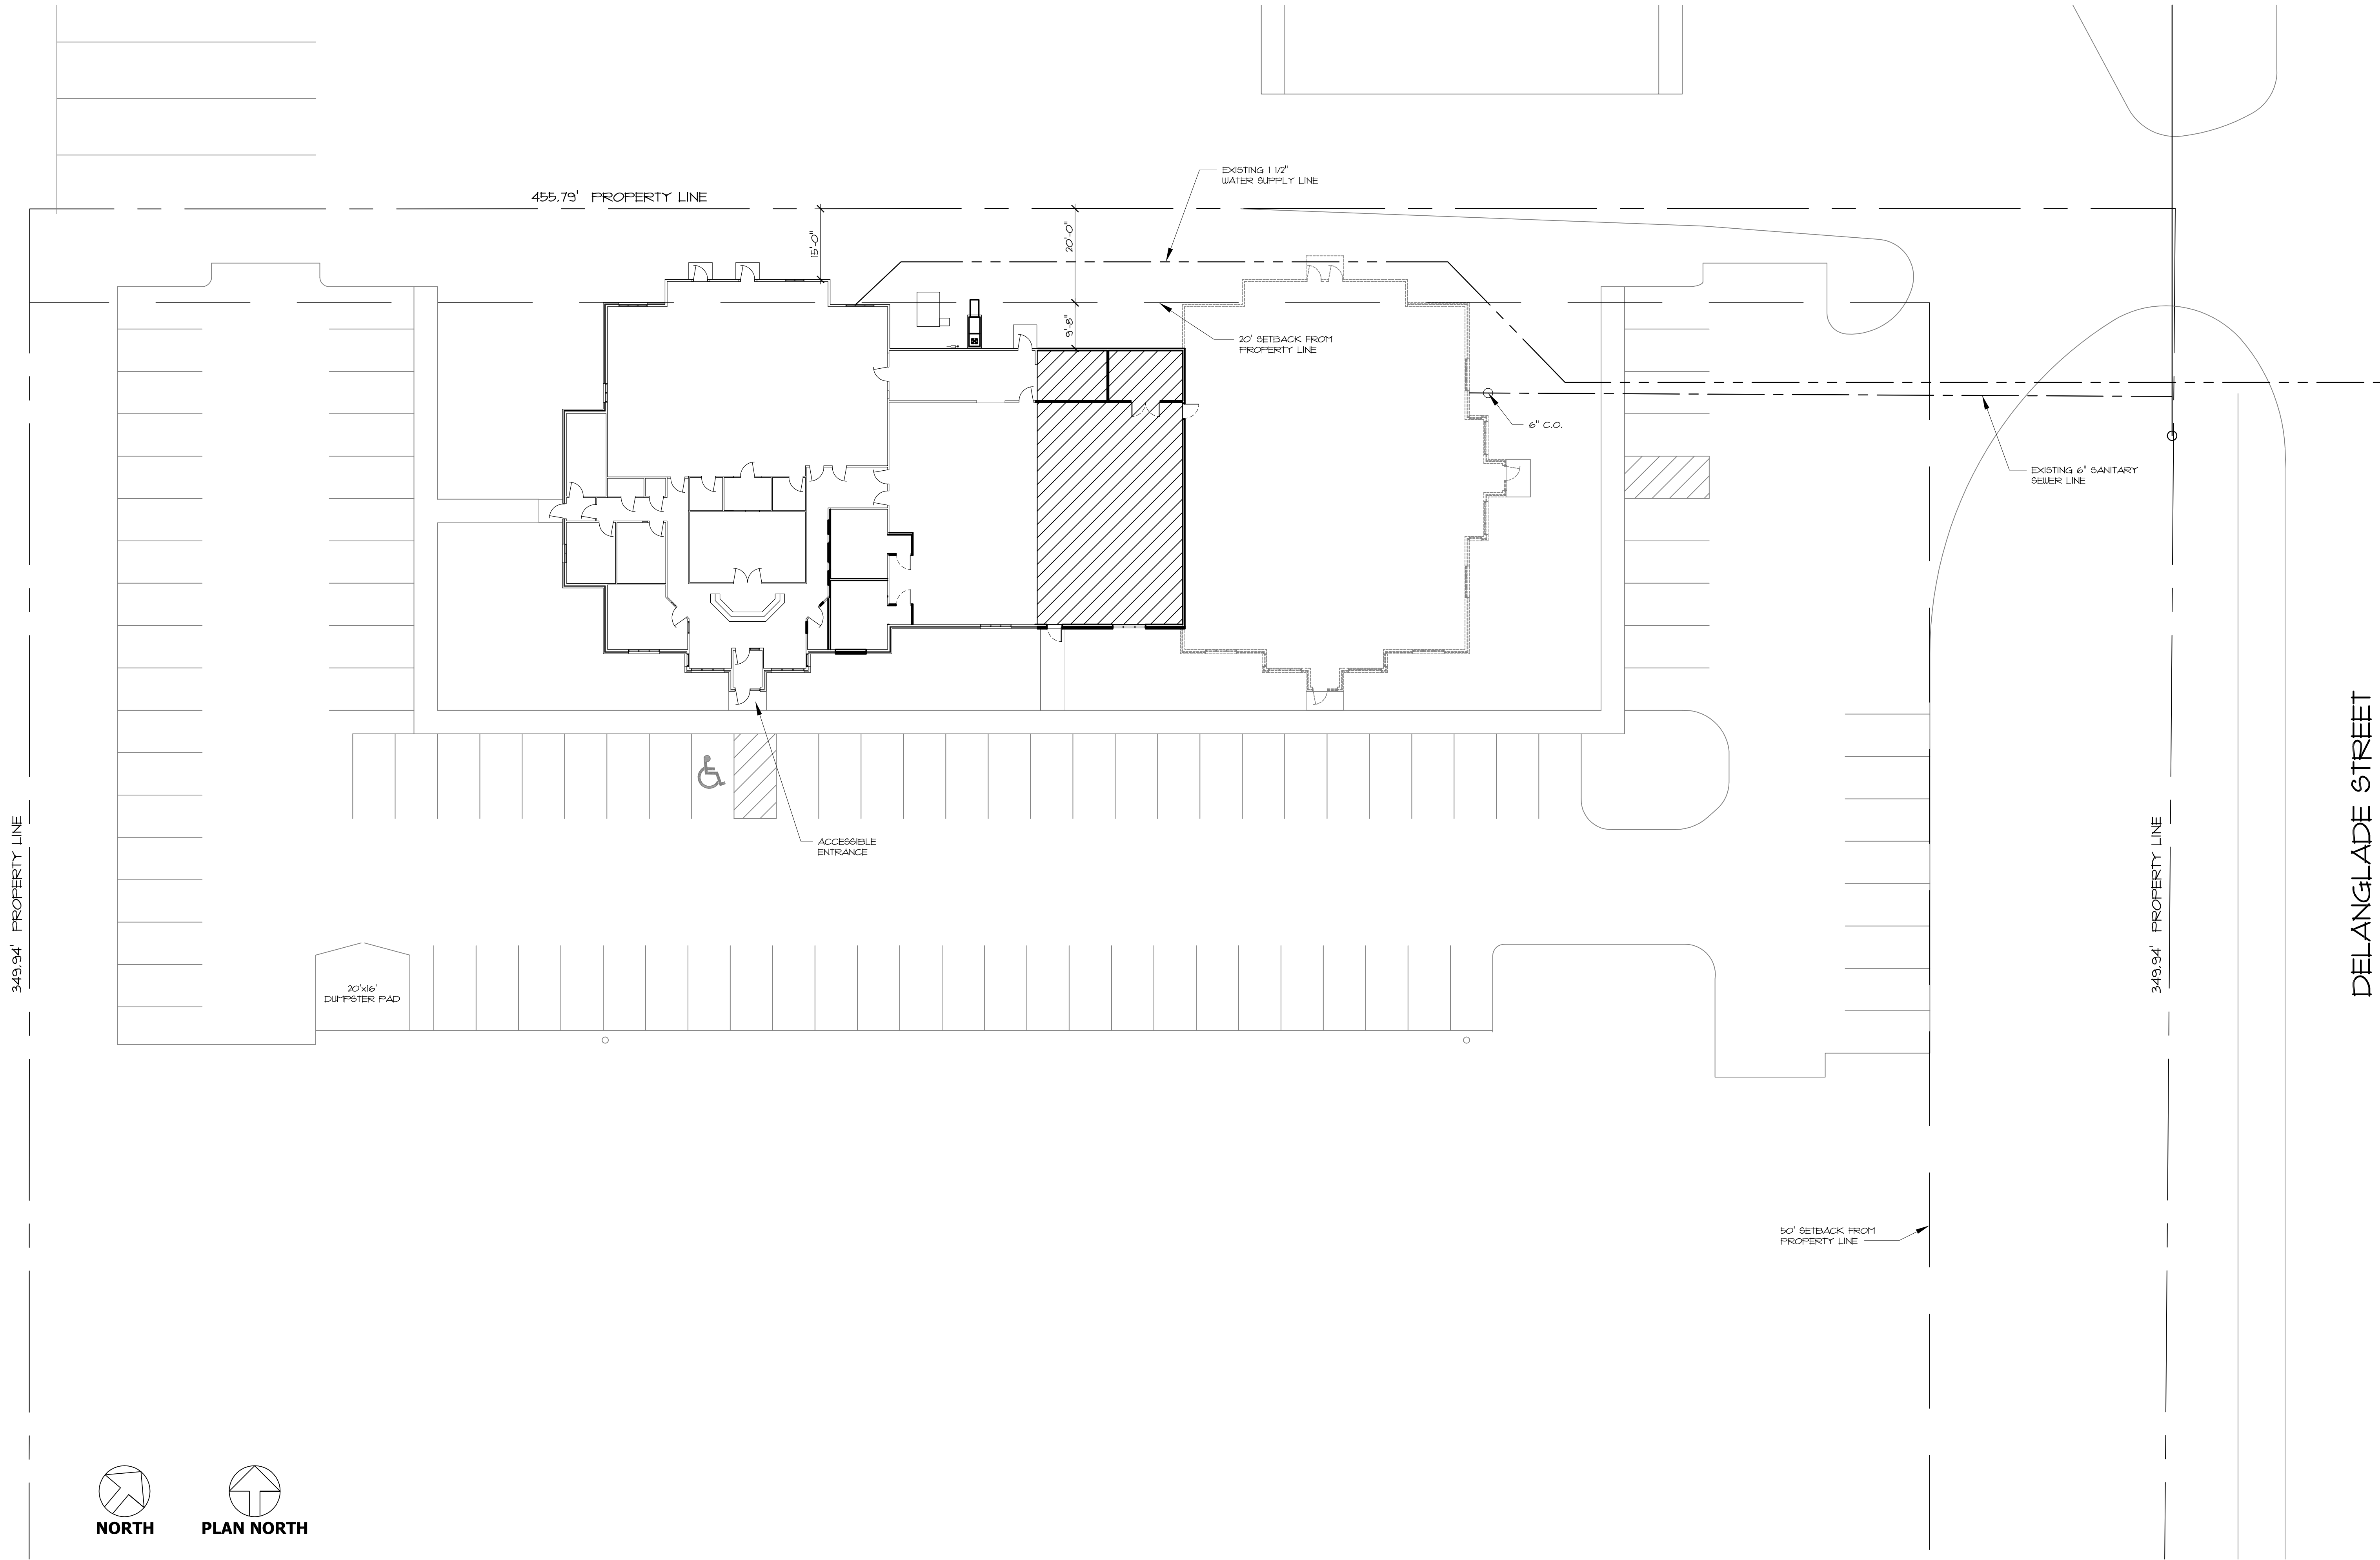 EXISTING 1 1/2"
WATER SUPPLY LINE
455.79' PROPERTY LINE
15'-0"
20'-0"
9'-8"
20' SETBACK FROM
PROPERTY LINE
6" C.O.
EXISTING 6" SANITARY
SEWER LINE
ACCESSIBLE
ENTRANCE
349.94' PROPERTY LINE
349.94' PROPERTY LINE
DELANGLADE STREET
20'x16'
DUMPSTER PAD
50' SETBACK FROM
PROPERTY LINE
NORTH
PLAN NORTH